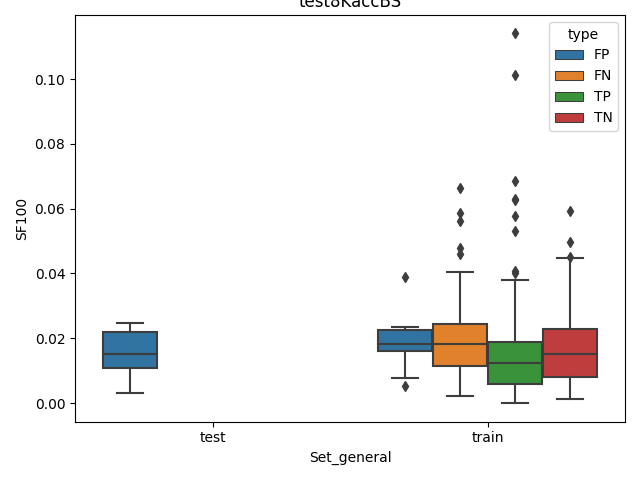 test8KaccBS
type
FP
FN
TP
TN
0.10
0.08
0.06
0.04
0.02
0.00
SF100
test
train
Set_general